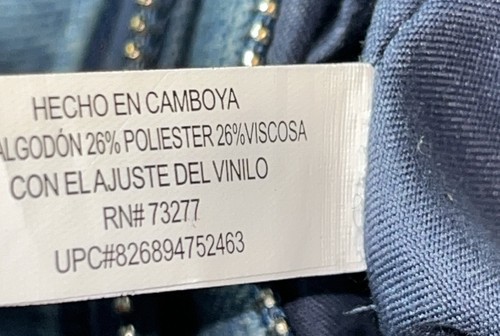 HECHO EN CAMBOYA
ALGODÓN 26% POLIESTER 26%VISCOSA
CON EL AJUSTE DEL VINILO
RN# 73277
UPC#826894752463